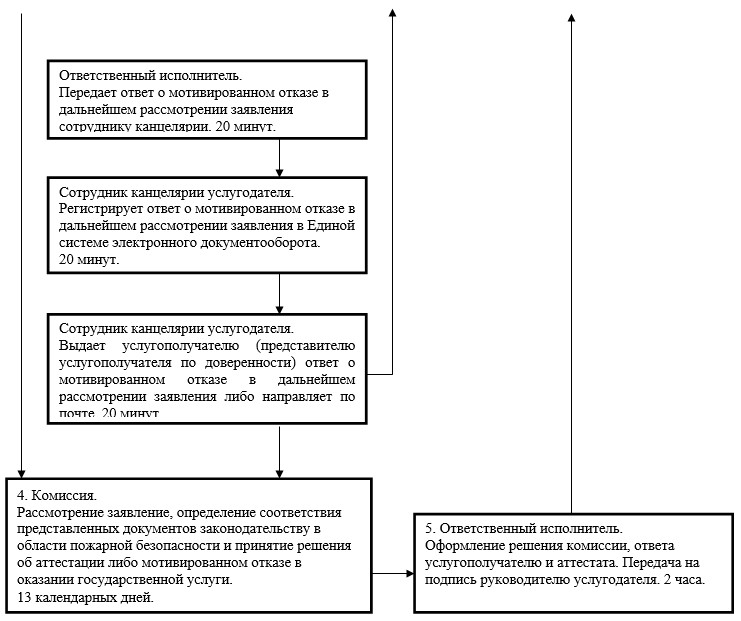 Ответственный исполнитель.
Передает ответ о мотивированном отказе в
дальнейшем рассмотрении заявления
сотруднику канцелярии. 20 минут.
Сотрудник канцелярии услугодателя.
Регистрирует ответ о мотивированном отказе в
дальнейшем рассмотрении заявления в Единой
системе электронного документооборота.
20 минут.
Сотрудник канцелярии услугодателя.
Выдает услугополучателю (представителю
услугополучателя по доверенности) ответ о
мотивированном отказе в дальнейшем
рассмотрении заявления либо направляет по
почте. 20 минут
4. Комиссия.
Рассмотрение заявление, определение соответствия
представленных документов законодательству в
области пожарной безопасности и принятие решения
об аттестации либо мотивированном отказе в
оказании государственной услуги.
13 календарных дней.
5. Ответственный исполнитель.
Оформление решения комиссии, ответа
услугополучателю и аттестата. Передача на
подпись руководителю услугодателя. 2 часа.